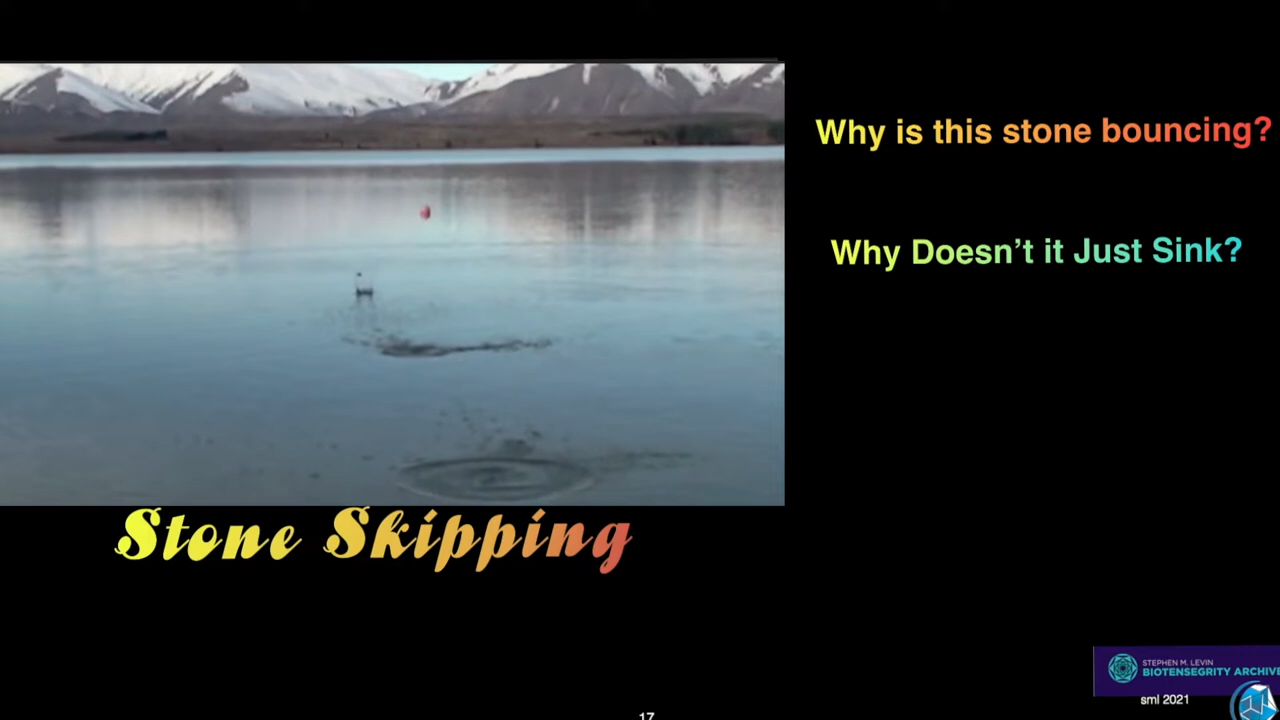 Why is this stone bouncing?
Why Doesn't it Just Sink?
Stone Skipping
STEPHEN M. LEVIN
BIOTENSEGRITY ARCHIVE
sml 2021
17